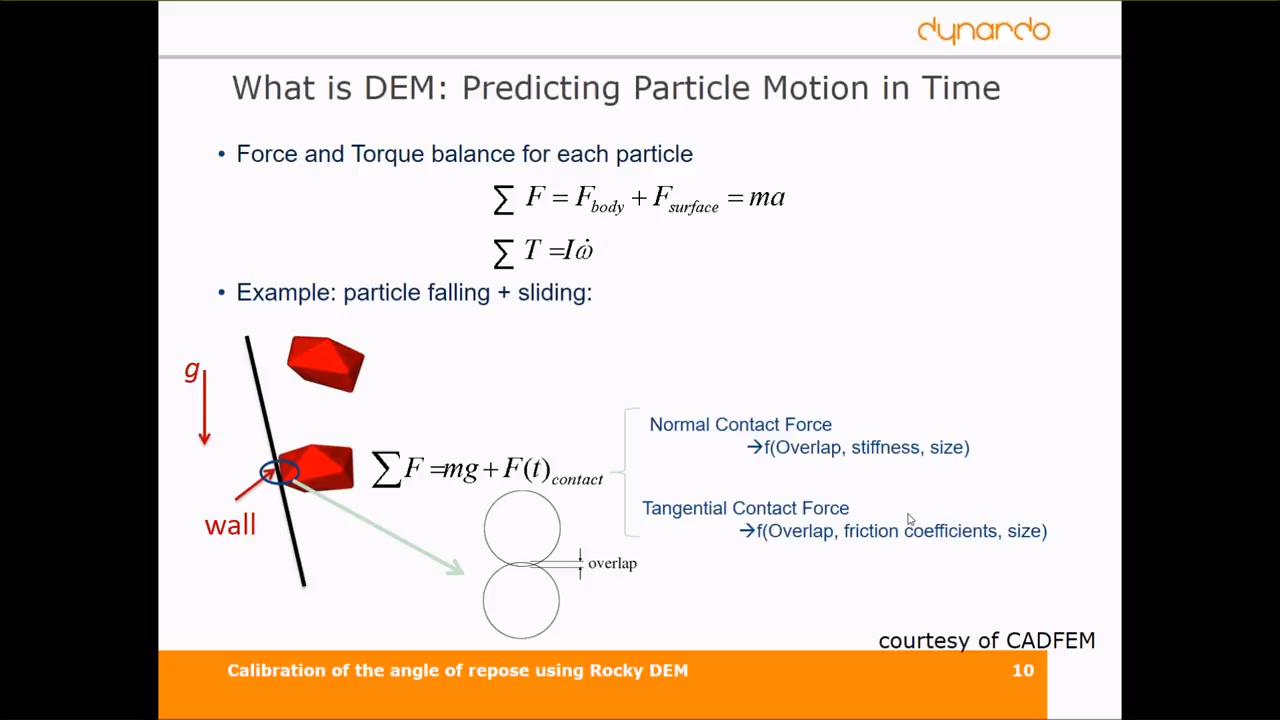 dynardo
What is DEM: Predicting Particle Motion in Time
• Force and Torque balance for each particle
∑ F = F_body + F_surface = ma
∑ T = Iω̇
• Example: particle falling + sliding:
g
Normal Contact Force
→f(Overlap, stiffness, size)
∑F = mg + F(t)_contact
Tangential Contact Force
→f(Overlap, friction coefficients, size)
wall
overlap
courtesy of CADFEM
Calibration of the angle of repose using Rocky DEM
10